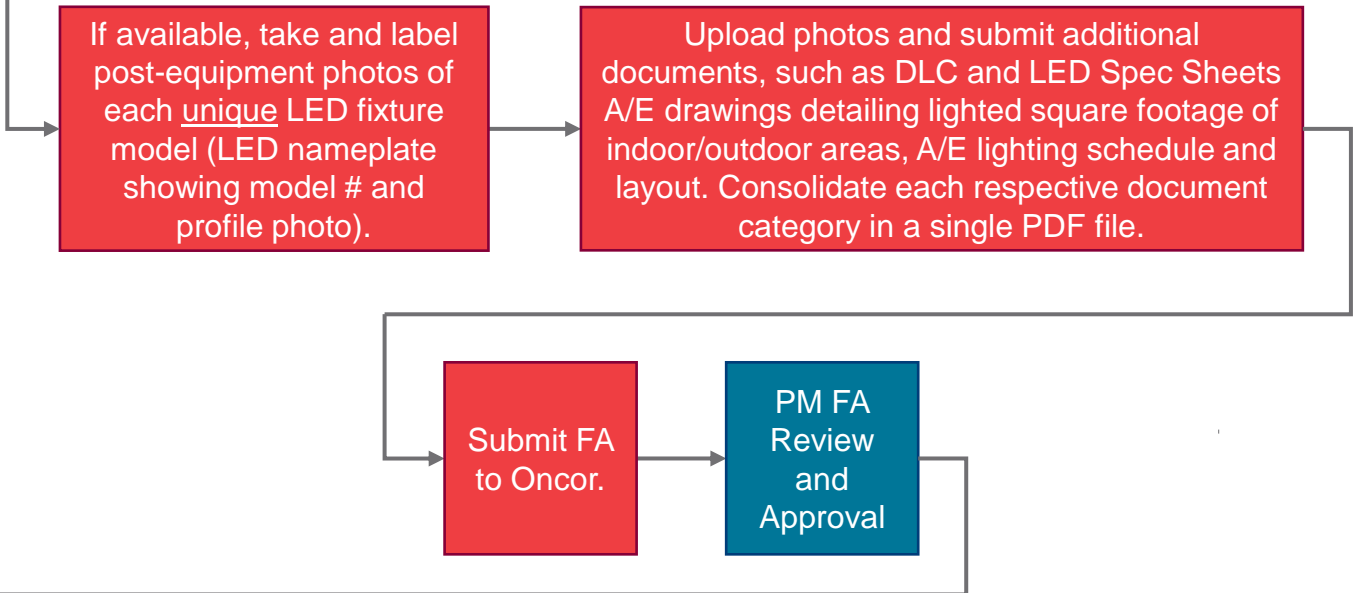 If available, take and label
post-equipment photos of
each unique LED fixture
model (LED nameplate
showing model # and
profile photo).
Upload photos and submit additional
documents, such as DLC and LED Spec Sheets
A/E drawings detailing lighted square footage of
indoor/outdoor areas, A/E lighting schedule and
layout. Consolidate each respective document
category in a single PDF file.
Submit FA
to Oncor.
PM FA
Review
and
Approval